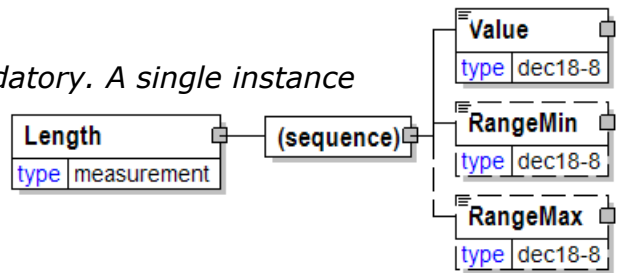 Value
type dec18-8
datory. A single instance
RangeMin
type dec18-8
Length
type measurement
(sequence)
RangeMax
type dec18-8